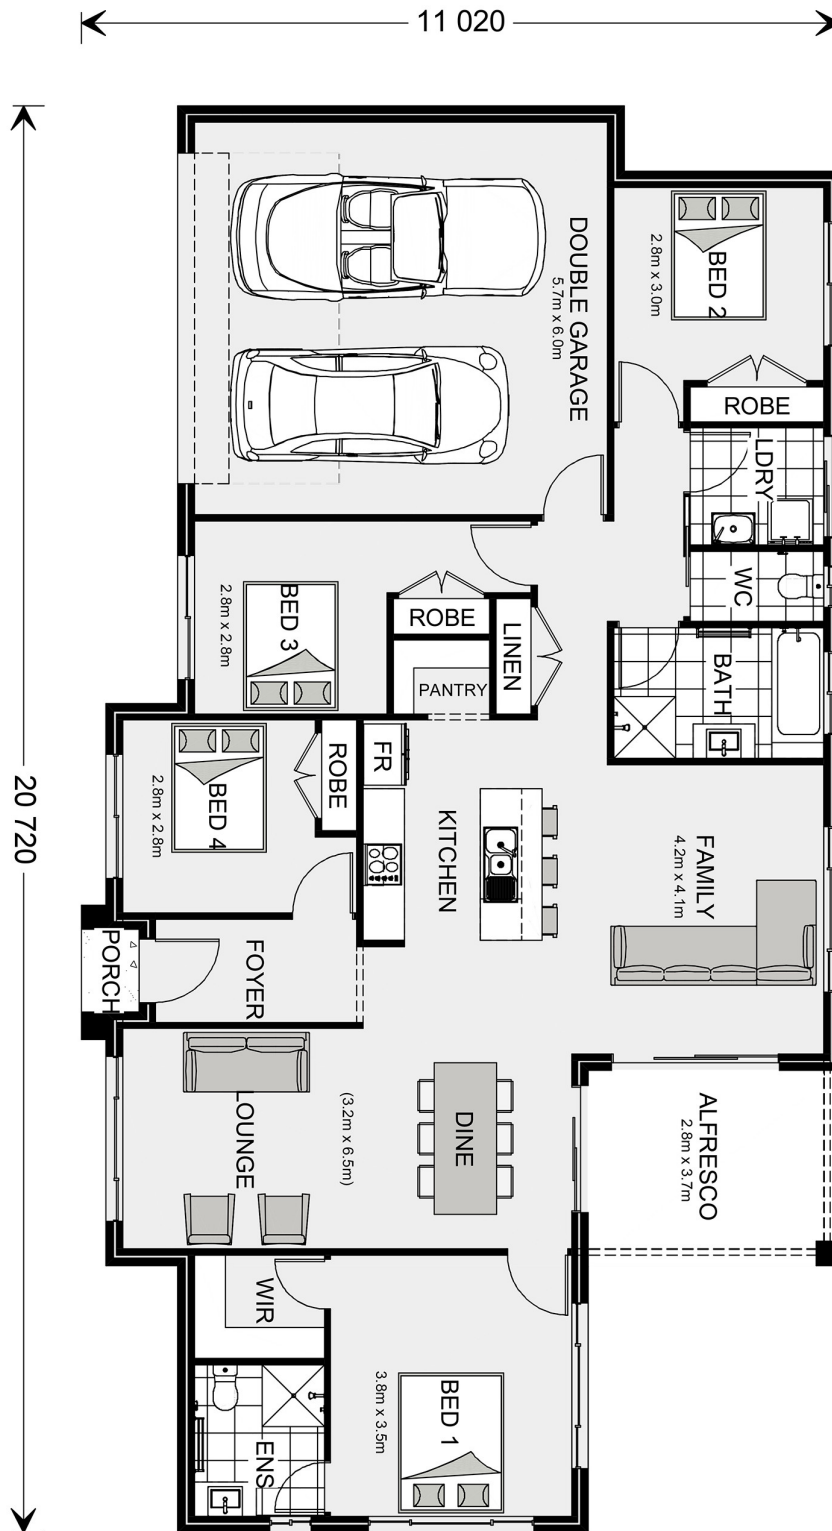 11 020
20 720
DOUBLE GARAGE
5.7m x 6.0m
BED 2
2.8m x 3.0m
ROBE
LDRY
WC
BED 3
2.8m x 2.8m
ROBE
LINEN
PANTRY
BATH
BED 4
2.8m x 2.8m
ROBE
FR
KITCHEN
FAMILY
4.2m x 4.1m
PORCH
FOYER
LOUNGE
(3.2m x 6.5m)
DINE
ALFRESCO
2.8m x 3.7m
WIR
BED 1
3.8m x 3.5m
ENS